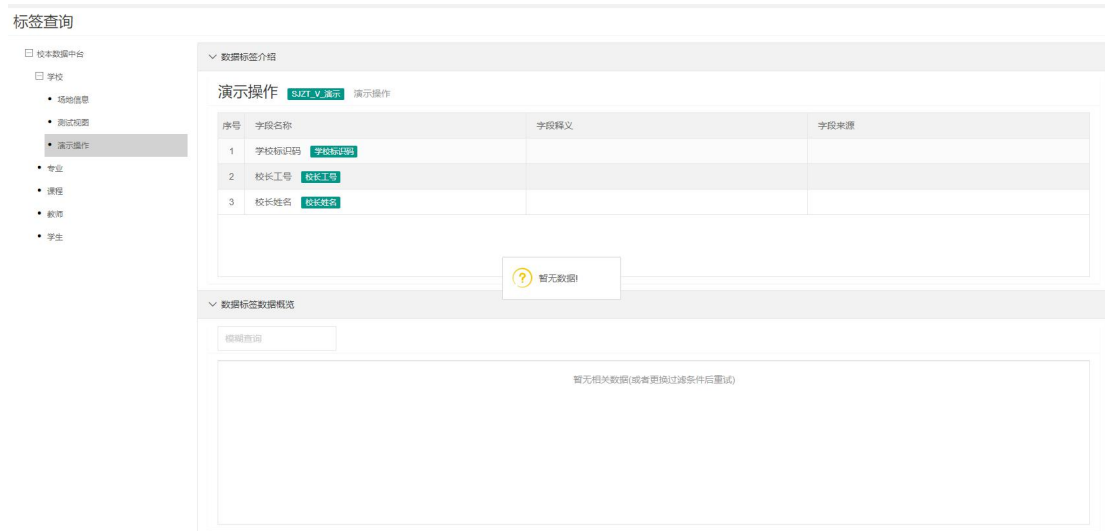 标签查询
校本数据中台
学校
场地信息
测试视图
演示操作
专业
课程
教师
学生
数据标签介绍
演示操作 SJZT_V_演示 演示操作
序号 字段名称 字段释义 字段来源
1 学校标识码 学校标识码
2 校长工号 校长工号
3 校长姓名 校长姓名
? 暂无数据!
数据标签数据概览
模糊查询
暂无相关数据(或者更换过滤条件后重试)